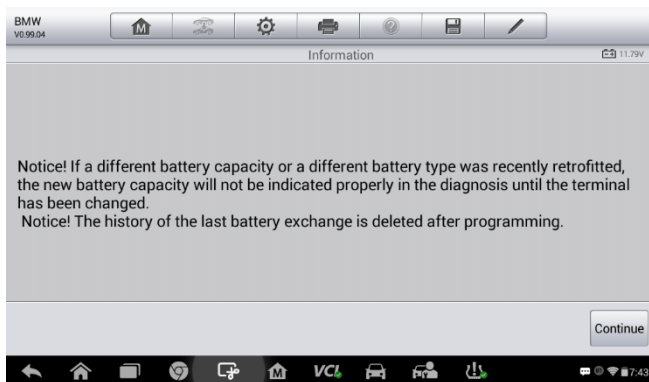 BMW
V0.99.04
M
?
Information
11.79V
Notice! If a different battery capacity or a different battery type was recently retrofitted,
the new battery capacity will not be indicated properly in the diagnosis until the terminal
has been changed.
Notice! The history of the last battery exchange is deleted after programming.
Continue
M
VCI
7:43